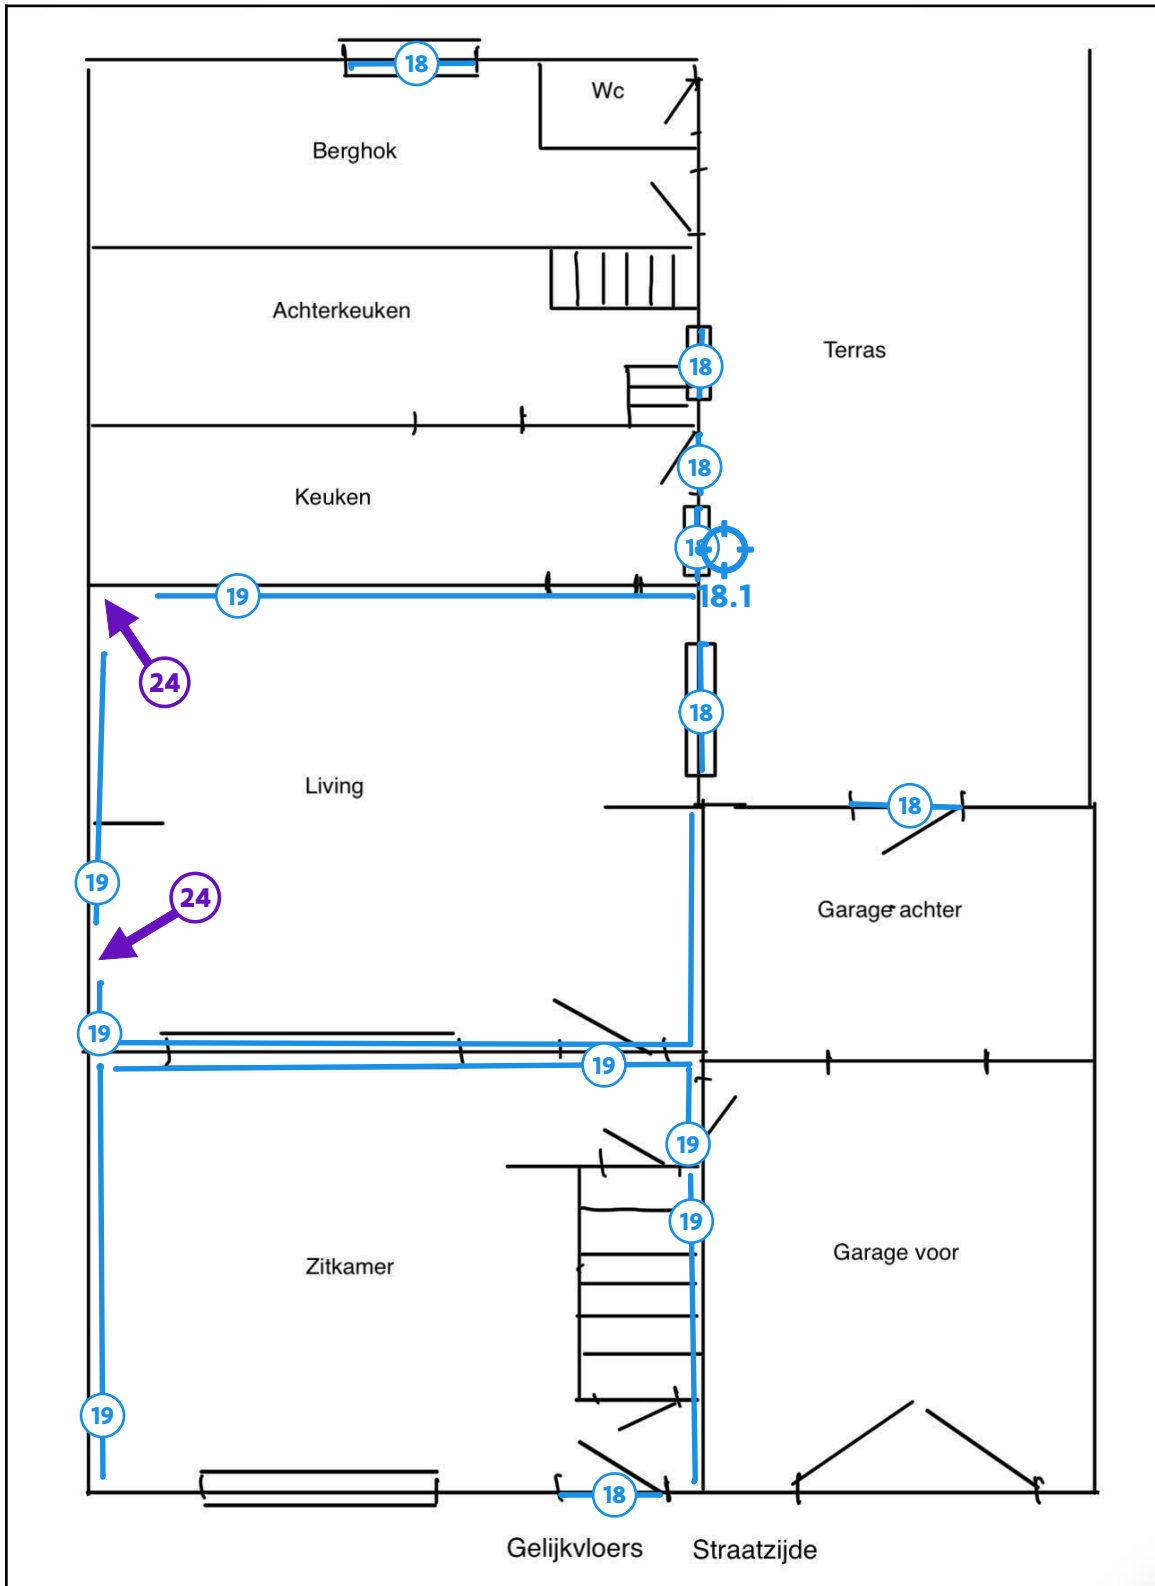 18
Wc
Berghok
Achterkeuken
Terras
18
18
Keuken
18
18.1
19
24
18
Living
18
19
24
Garage achter
19
19
19
19
Garage voor
Zitkamer
19
18
Gelijkvloers
Straatzijde